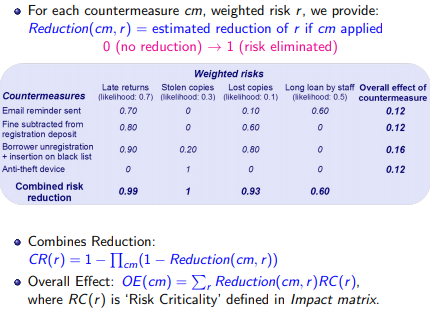 For each countermeasure cm, weighted risk r, we provide:
Reduction(cm, r) = estimated reduction of r if cm applied
0 (no reduction) → 1 (risk eliminated)
Weighted risks
Countermeasures Late returns (likelihood: 0.7) Stolen copies (likelihood: 0.3) Lost copies (likelihood: 0.1) Long loan by staff (likelihood: 0.5) Overall effect of countermeasure
Email reminder sent 0.70 0 0.10 0.60 0.12
Fine subtracted from registration deposit 0.80 0 0.60 0 0.12
Borrower unregistration + insertion on black list 0.90 0.20 0.80 0 0.16
Anti-theft device 0 1 0 0 0.12
Combined risk reduction 0.99 1 0.93 0.60
Combines Reduction:
CR(r) = 1 − ∏cm(1 − Reduction(cm, r))
Overall Effect: OE(cm) = ∑r Reduction(cm, r)RC(r),
where RC(r) is 'Risk Criticality' defined in Impact matrix.